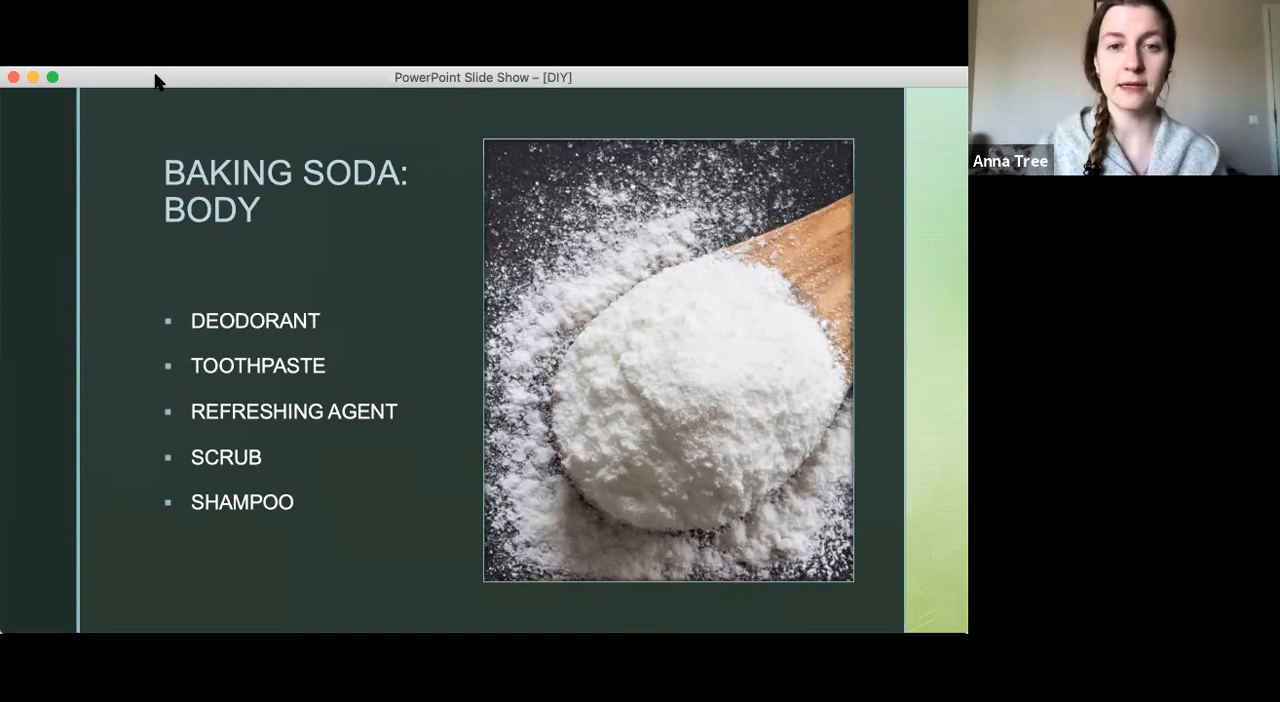 PowerPoint Slide Show – [DIY]
BAKING SODA:
BODY
DEODORANT
TOOTHPASTE
REFRESHING AGENT
SCRUB
SHAMPOO
Anna Tree